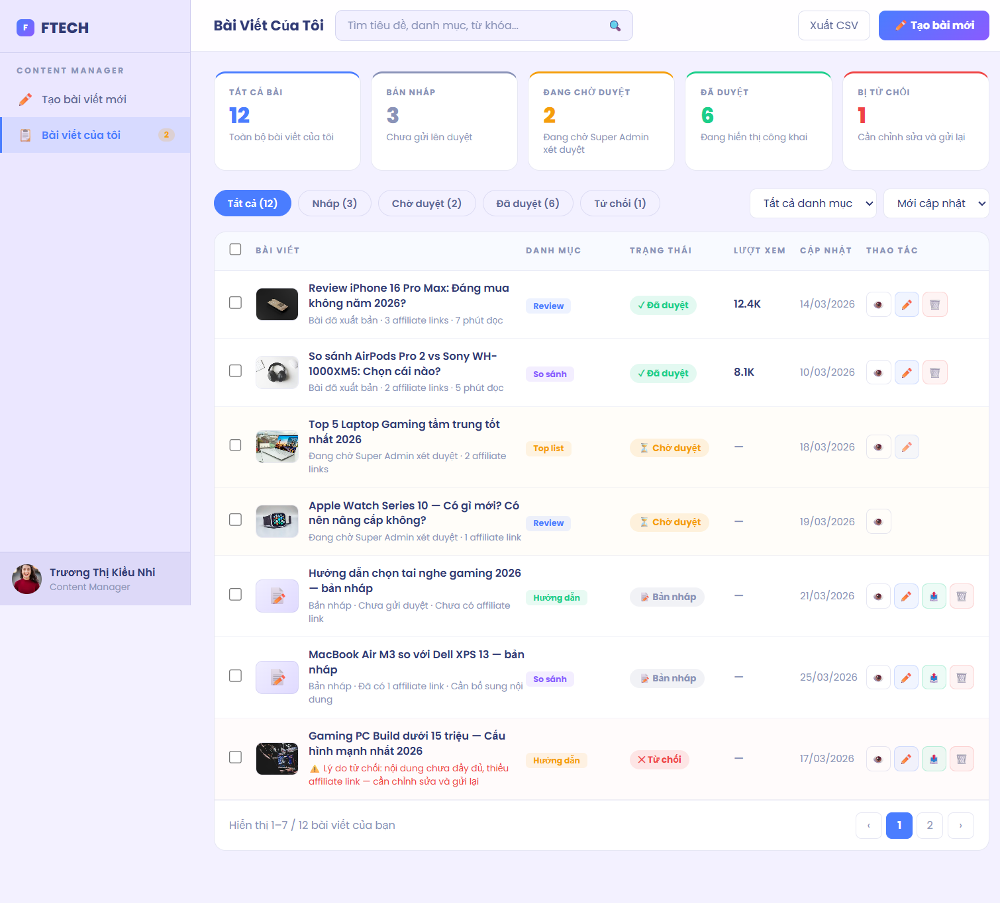 F FTECH
CONTENT MANAGER
Tạo bài viết mới
Bài viết của tôi 2
Trương Thị Kiều Nhi
Content Manager
Bài Viết Của Tôi
Tìm tiêu đề, danh mục, từ khóa...
Xuất CSV
Tạo bài mới
TẤT CẢ BÀI
12
Toàn bộ bài viết của tôi
BẢN NHÁP
3
Chưa gửi lên duyệt
ĐANG CHỜ DUYỆT
2
Đang chờ Super Admin
xét duyệt
ĐÃ DUYỆT
6
Đang hiển thị công khai
BỊ TỪ CHỐI
1
Cần chỉnh sửa và gửi lại
Tất cả (12) Nháp (3) Chờ duyệt (2) Đã duyệt (6) Từ chối (1) Tất cả danh mục Mới cập nhật
BÀI VIẾT DANH MỤC TRẠNG THÁI LƯỢT XEM CẬP NHẬT THAO TÁC
Review iPhone 16 Pro Max: Đáng mua
không năm 2026?
Bài đã xuất bản · 3 affiliate links · 7 phút đọc
Review ✓ Đã duyệt 12.4K 14/03/2026
So sánh AirPods Pro 2 vs Sony WH-
1000XM5: Chọn cái nào?
Bài đã xuất bản · 2 affiliate links · 5 phút đọc
So sánh ✓ Đã duyệt 8.1K 10/03/2026
Top 5 Laptop Gaming tầm trung tốt
nhất 2026
Đang chờ Super Admin xét duyệt · 2 affiliate
links
Top list Chờ duyệt — 18/03/2026
Apple Watch Series 10 — Có gì mới? Có
nên nâng cấp không?
Đang chờ Super Admin xét duyệt · 1 affiliate link
Review Chờ duyệt — 19/03/2026
Hướng dẫn chọn tai nghe gaming 2026
— bản nháp
Bản nháp · Chưa gửi duyệt · Chưa có affiliate
link
Hướng dẫn Bản nháp — 21/03/2026
MacBook Air M3 so với Dell XPS 13 — bản
nháp
Bản nháp · Đã có 1 affiliate link · Cần bổ sung nội
dung
So sánh Bản nháp — 25/03/2026
Gaming PC Build dưới 15 triệu — Cấu
hình mạnh nhất 2026
⚠️ Lý do từ chối: nội dung chưa đầy đủ, thiếu
affiliate link — cần chỉnh sửa và gửi lại
Hướng dẫn ✕ Từ chối — 17/03/2026
Hiển thị 1–7 / 12 bài viết của bạn
‹ 1 2 ›